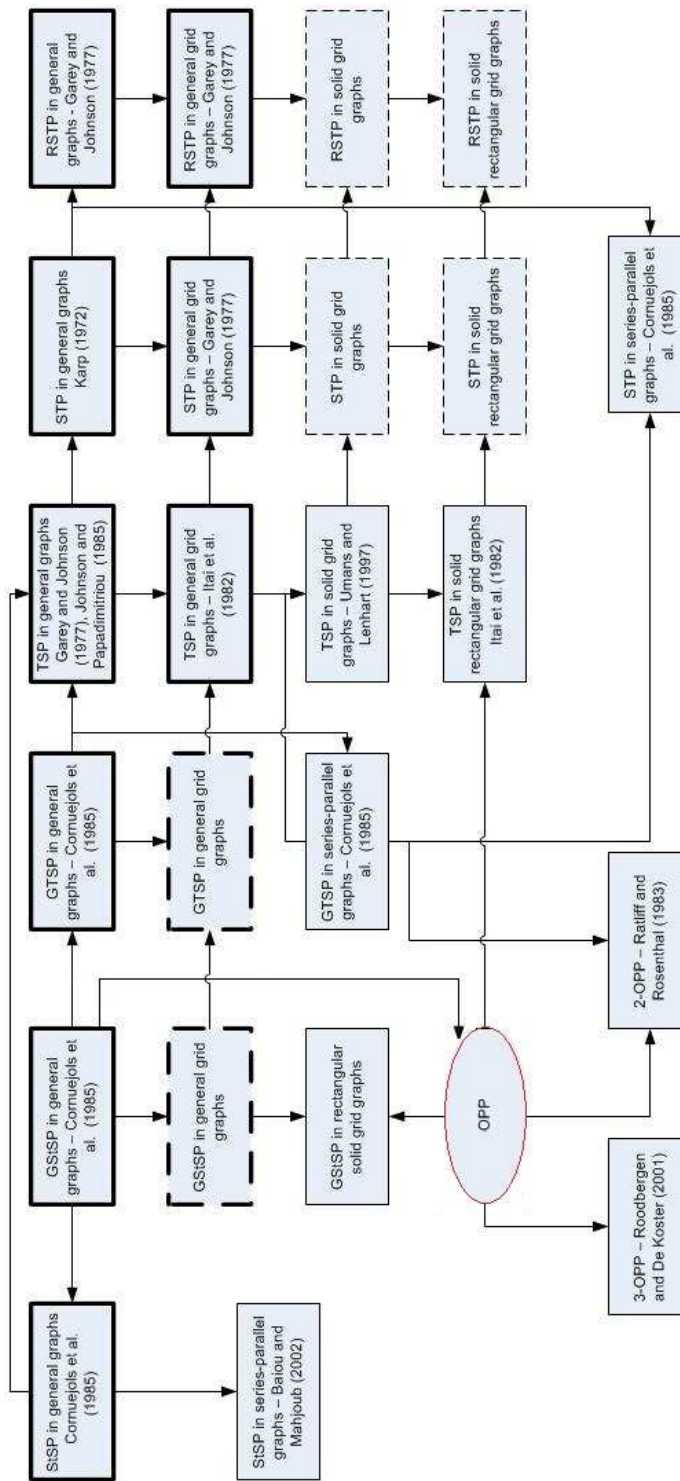 StSP in general graphs
Cornuejols et al.
(1985)
GStSP in general
graphs – Cornuejols et
al. (1985)
GTSP in general
graphs – Cornuejols et
al. (1985)
TSP in general graphs
Garey and Johnson
(1977), Johnson and
Papadimitriou (1985)
STP in general graphs
Karp (1972)
RSTP in general
graphs - Garey and
Johnson (1977)
StSP in series-parallel
graphs – Baiou and
Mahjoub (2002)
GStSP in general grid
graphs
GTSP in general grid
graphs
TSP in general grid
graphs – Itai et al.
(1982)
STP in general grid
graphs – Garey and
Johnson (1977)
RSTP in general grid
graphs – Garey and
Johnson (1977)
GStSP in rectangular
solid grid graphs
GTSP in series-parallel
graphs – Cornuejols et
al. (1985)
TSP in solid grid
graphs – Umans and
Lenhart (1997)
STP in solid grid
graphs
RSTP in solid grid
graphs
OPP
TSP in solid
rectangular grid graphs
Itai et al. (1982)
STP in solid
rectangular grid graphs
RSTP in solid
rectangular grid graphs
3-OPP – Roodbergen
and De Koster (2001)
2-OPP – Ratliff and
Rosenthal (1983)
STP in series-parallel
graphs – Cornuejols et
al. (1985)